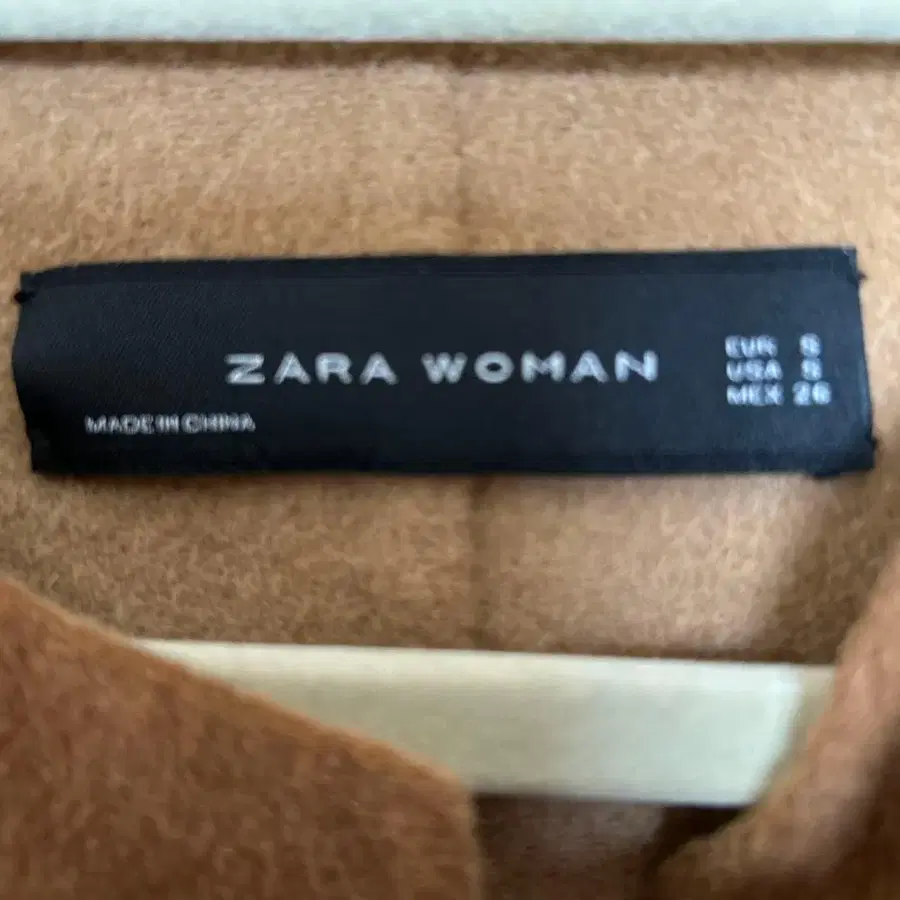 ZARA WOMAN
MADE IN CHINA
EUR S
USA S
MEX 26